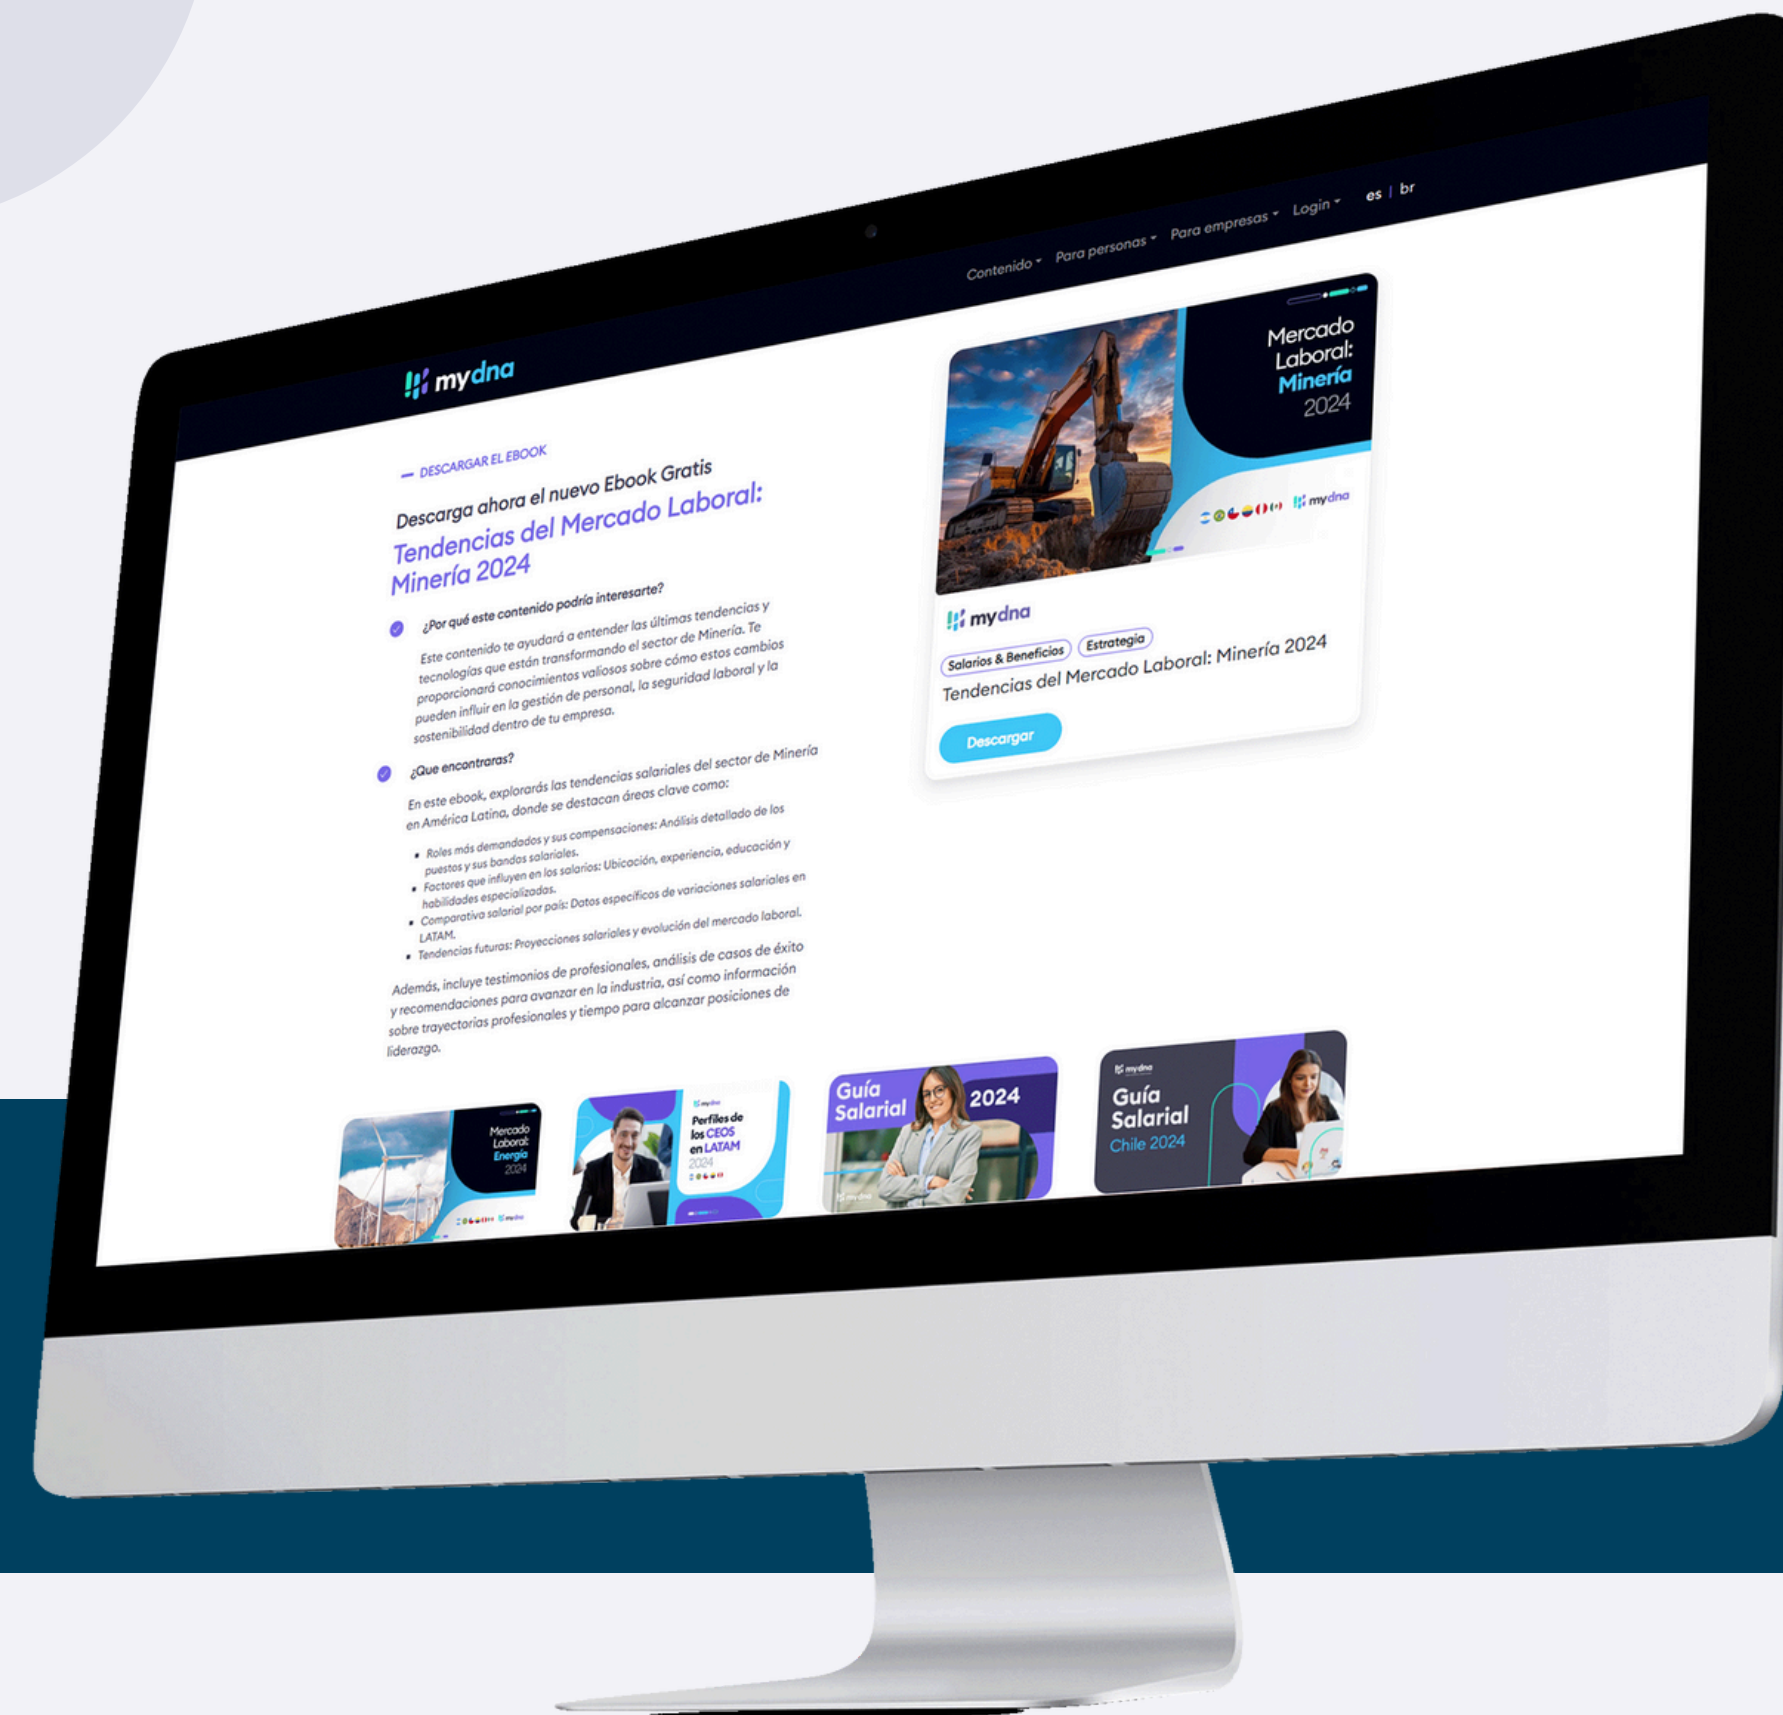 Contenido
Para personas
Para empresas
Login
es | br
mydna
DESCARGAR EL EBOOK
Descarga ahora el nuevo Ebook Gratis
Tendencias del Mercado Laboral:
Minería 2024
¿Por qué este contenido podría interesarte?
Este contenido te ayudará a entender las últimas tendencias y
tecnologías que están transformando el sector de Minería. Te
proporcionará conocimientos valiosos sobre cómo estos cambios
pueden influir en la gestión de personal, la seguridad laboral y la
sostenibilidad dentro de tu empresa.
¿Que encontraras?
En este ebook, explorarás las tendencias salariales del sector de Minería
en América Latina, donde se destacan áreas clave como:
▪ Roles más demandados y sus compensaciones: Análisis detallado de los
puestos y sus bandas salariales.
▪ Factores que influyen en los salarios: Ubicación, experiencia, educación y
habilidades especializadas.
▪ Comparativa salarial por país: Datos específicos de variaciones salariales en
LATAM.
▪ Tendencias futuras: Proyecciones salariales y evolución del mercado laboral.
Además, incluye testimonios de profesionales, análisis de casos de éxito
y recomendaciones para avanzar en la industria, así como información
sobre trayectorias profesionales y tiempo para alcanzar posiciones de
liderazgo.
Mercado
Laboral:
Minería
2024
mydna
mydna
Salarios & Beneficios
Estrategia
Tendencias del Mercado Laboral: Minería 2024
Descargar
Mercado
Laboral:
Energía
2024
mydna
mydna
Perfiles de
los CEOS
en LATAM
2024
Guía
Salarial
2024
mydna
mydna
Guía
Salarial
Chile 2024